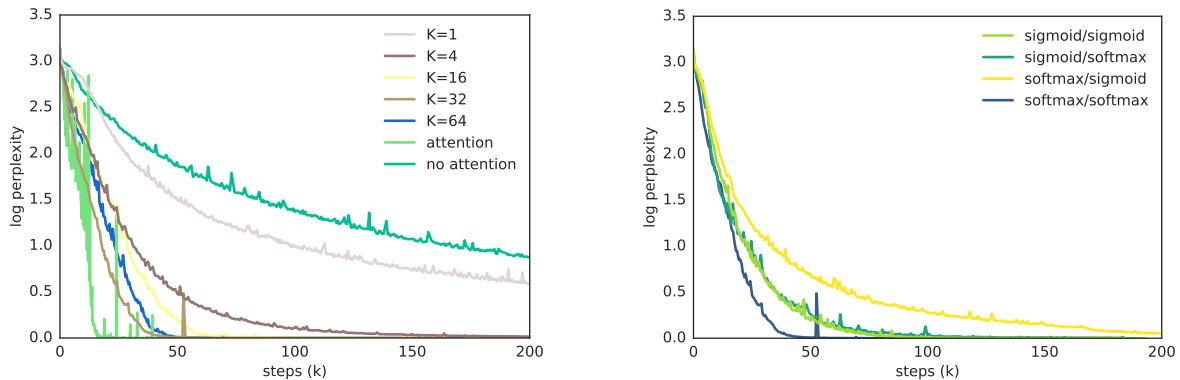 3.5
3.0
2.5
2.0
1.5
1.0
0.5
0.0
log perplexity
0
50
100
150
200
steps (k)
K=1
K=4
K=16
K=32
K=64
attention
no attention
3.5
3.0
2.5
2.0
1.5
1.0
0.5
0.0
log perplexity
0
50
100
150
200
steps (k)
sigmoid/sigmoid
sigmoid/softmax
softmax/sigmoid
softmax/softmax